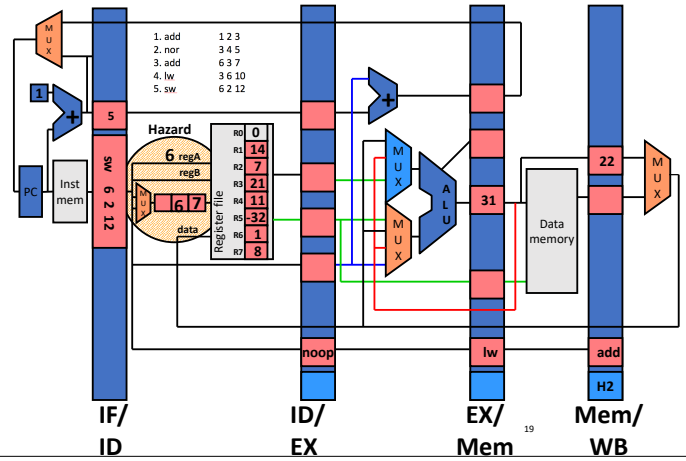 M
U
X
1. add 1 2 3
2. nor 3 4 5
3. add 6 3 7
4. lw 3 6 10
5. sw 6 2 12
1
+
+
5
Hazard
R0 0
R1 14
R2 7
R3 21
R4 11
R5 -32
R6 1
R7 8
6 regA
regB
M
U
X
6 7
data
Register file
sw
6
2
12
PC
Inst
mem
M
U
X
M
U
X
A
L
U
31
22
M
U
X
Data
memory
noop
lw
add
H2
IF/
ID
ID/
EX
EX/
Mem
19
Mem/
WB